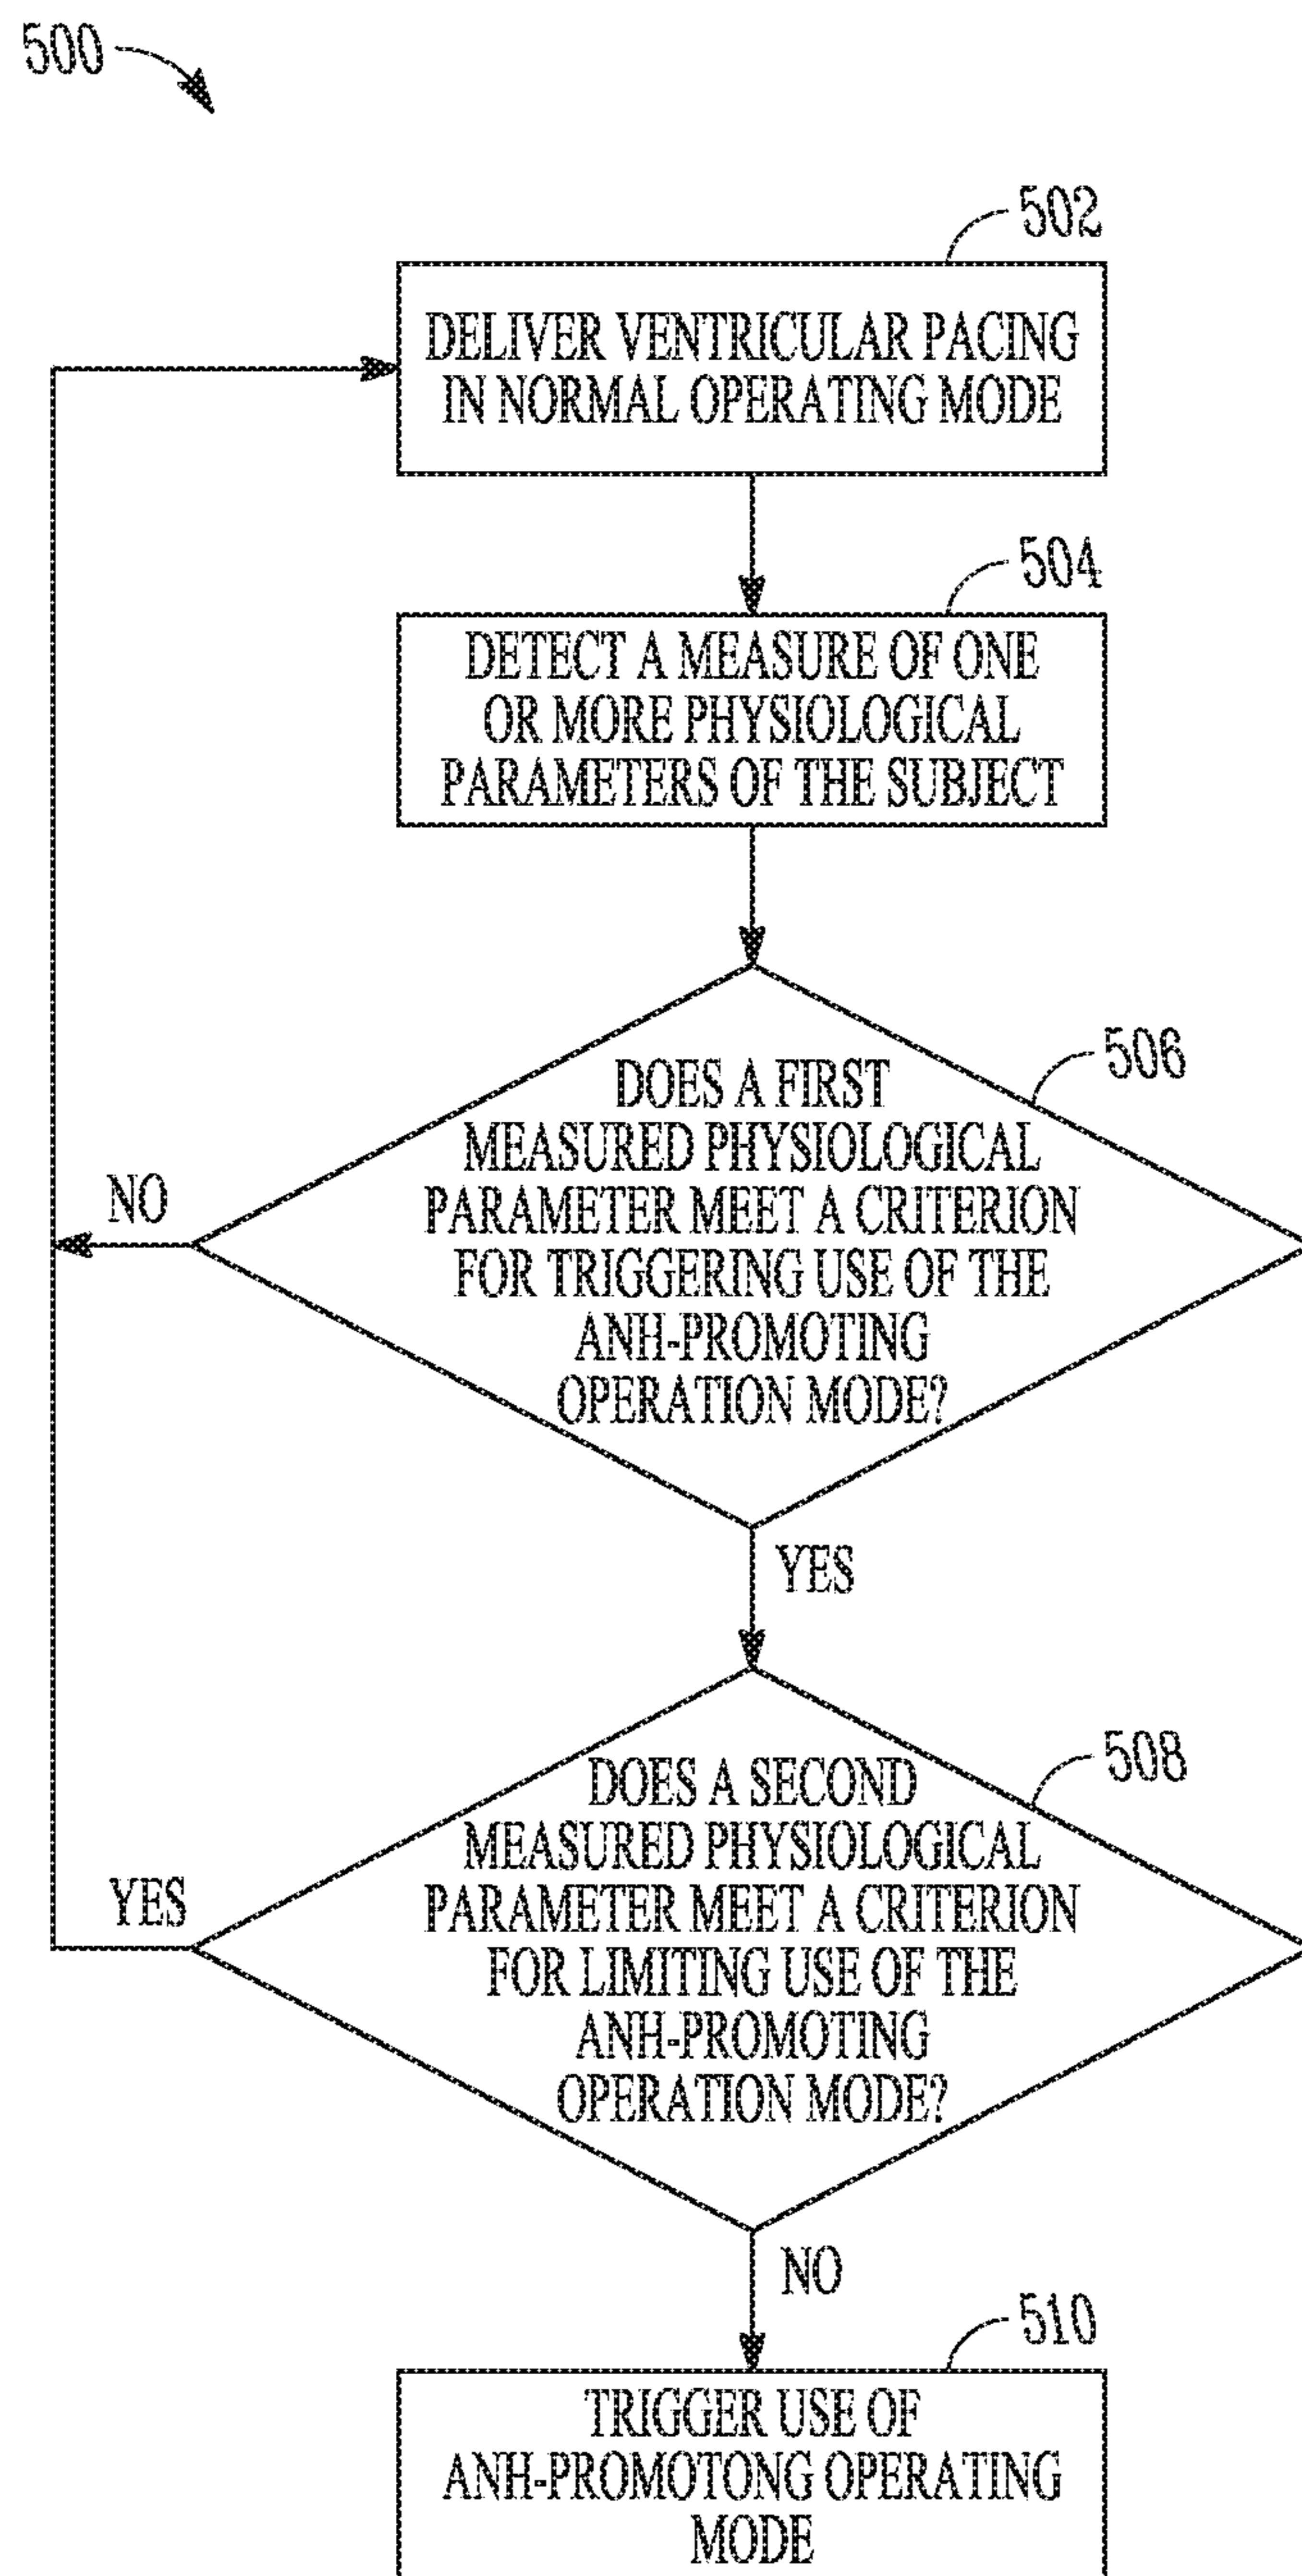 500
502
DELIVER VENTRICULAR PACING
IN NORMAL OPERATING MODE
504
DETECT A MEASURE OF ONE
OR MORE PHYSIOLOGICAL
PARAMETERS OF THE SUBJECT
506
DOES A FIRST
MEASURED PHYSIOLOGICAL
PARAMETER MEET A CRITERION
FOR TRIGGERING USE OF THE
ANH-PROMOTING
OPERATION MODE?
NO
YES
508
DOES A SECOND
MEASURED PHYSIOLOGICAL
PARAMETER MEET A CRITERION
FOR LIMITING USE OF THE
ANH-PROMOTING
OPERATION MODE?
YES
NO
510
TRIGGER USE OF
ANH-PROMOTONG OPERATING
MODE